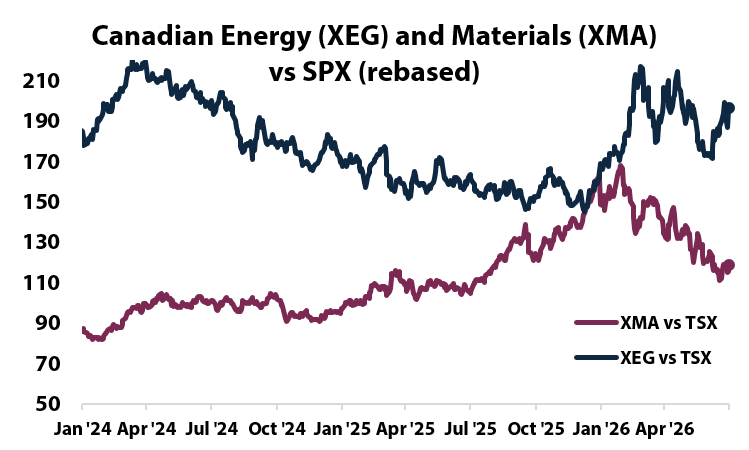 Canadian Energy (XEG) and Materials (XMA)
vs SPX (rebased)
210
190
170
150
130
110
90
70
50
XMA vs TSX
XEG vs TSX
Jan '24 Apr '24 Jul '24 Oct '24 Jan '25 Apr '25 Jul '25 Oct '25 Jan '26 Apr '26